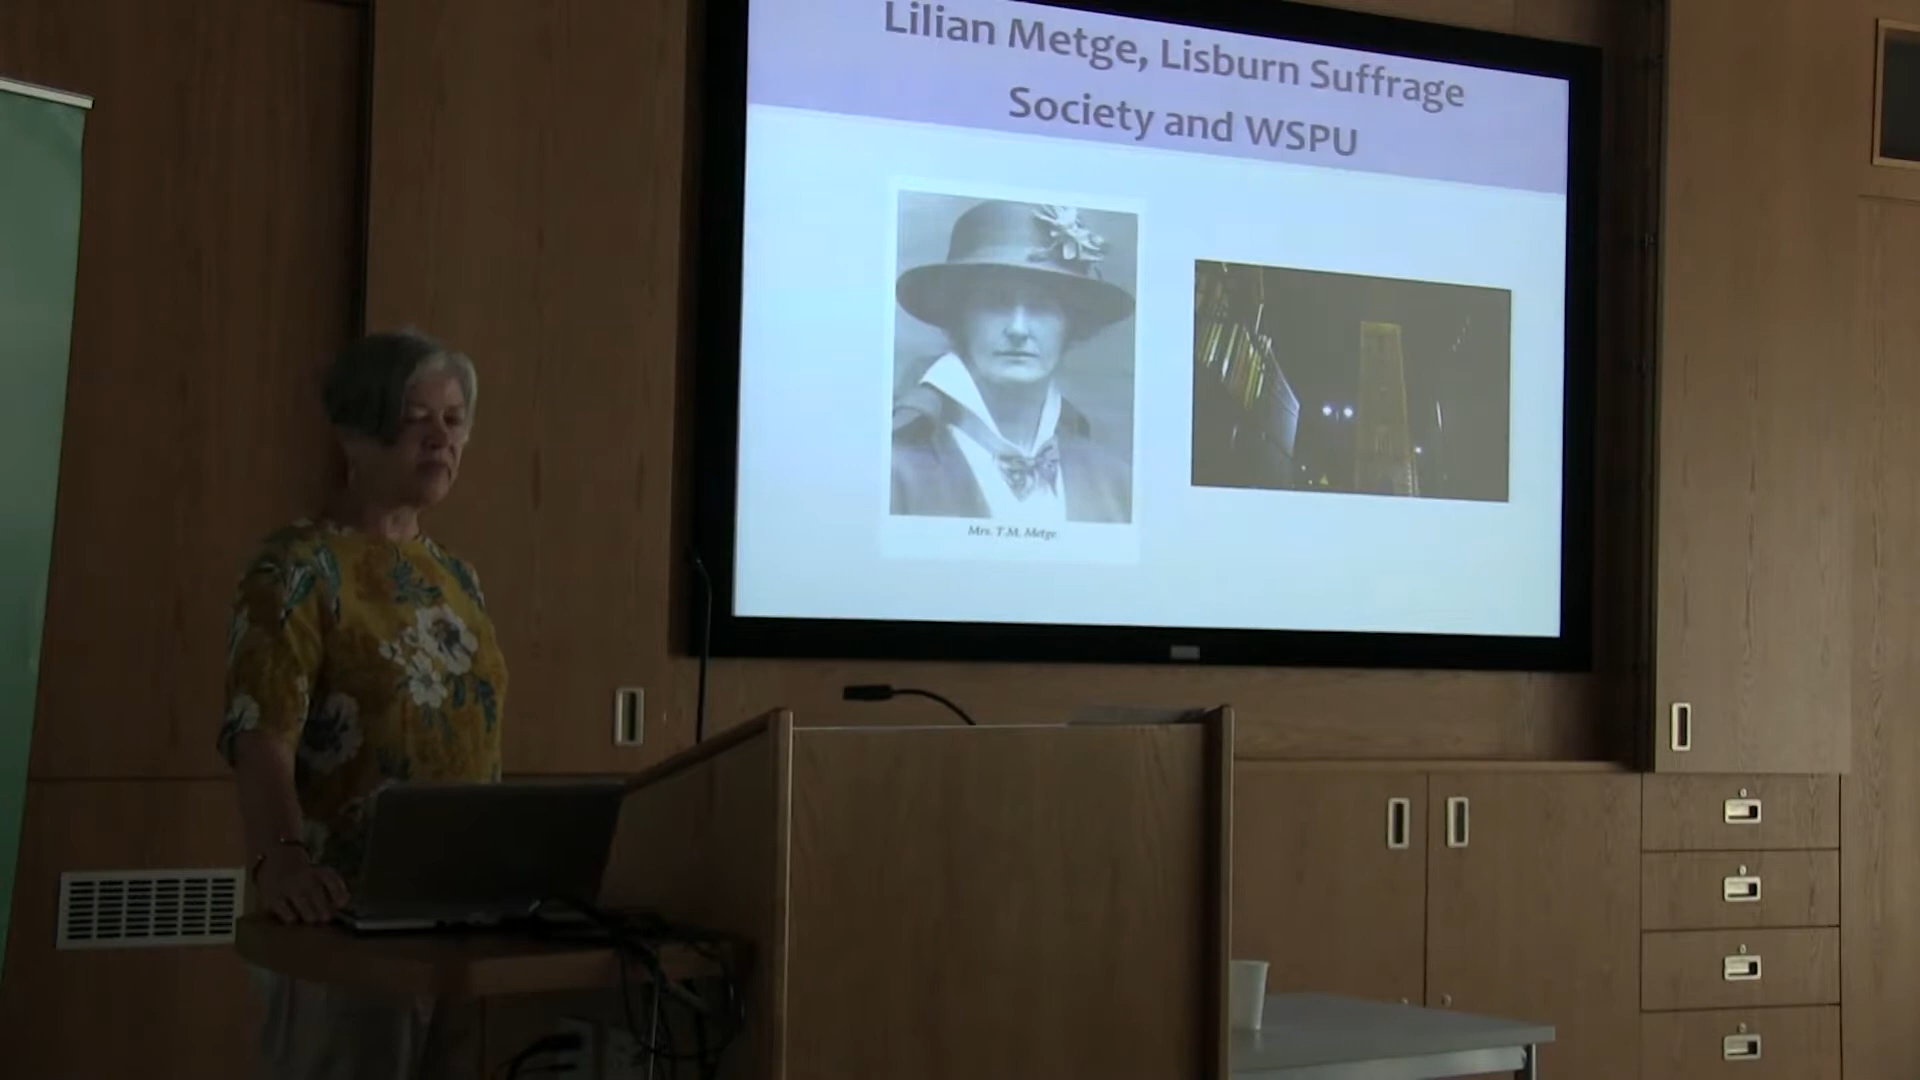 Lilian Metge, Lisburn Suffrage
Society and WSPU
Mrs. T.M. Metge